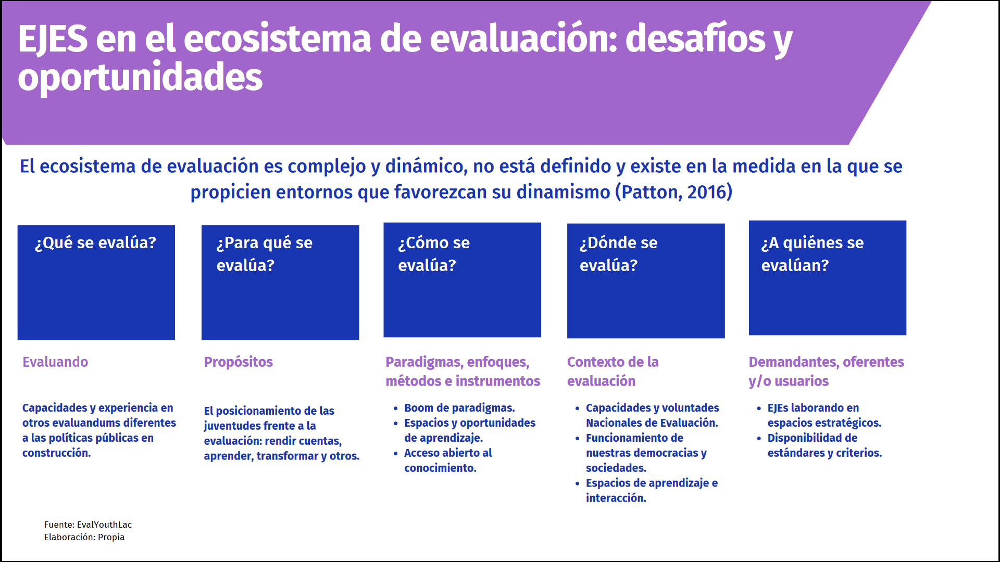 EJES en el ecosistema de evaluación: desafíos y
oportunidades
El ecosistema de evaluación es complejo y dinámico, no está definido y existe en la medida en la que se
propicien entornos que favorezcan su dinamismo (Patton, 2016)
¿Qué se evalúa?
Evaluando
Capacidades y experiencia en
otros evaluandums diferentes
a las políticas públicas en
construcción.
¿Para qué se
evalúa?
Propósitos
El posicionamiento de las
juventudes frente a la
evaluación: rendir cuentas,
aprender, transformar y otros.
¿Cómo se
evalúa?
Paradigmas, enfoques,
métodos e instrumentos
• Boom de paradigmas.
• Espacios y oportunidades
de aprendizaje.
• Acceso abierto al
conocimiento.
¿Dónde se
evalúa?
Contexto de la
evaluación
• Capacidades y voluntades
Nacionales de Evaluación.
• Funcionamiento de
nuestras democracias y
sociedades.
• Espacios de aprendizaje e
interacción.
¿A quiénes se
evalúan?
Demandantes, oferentes
y/o usuarios
• EJEs laborando en
espacios estratégicos.
• Disponibilidad de
estándares y criterios.
Fuente: EvalYouthLac
Elaboración: Propia